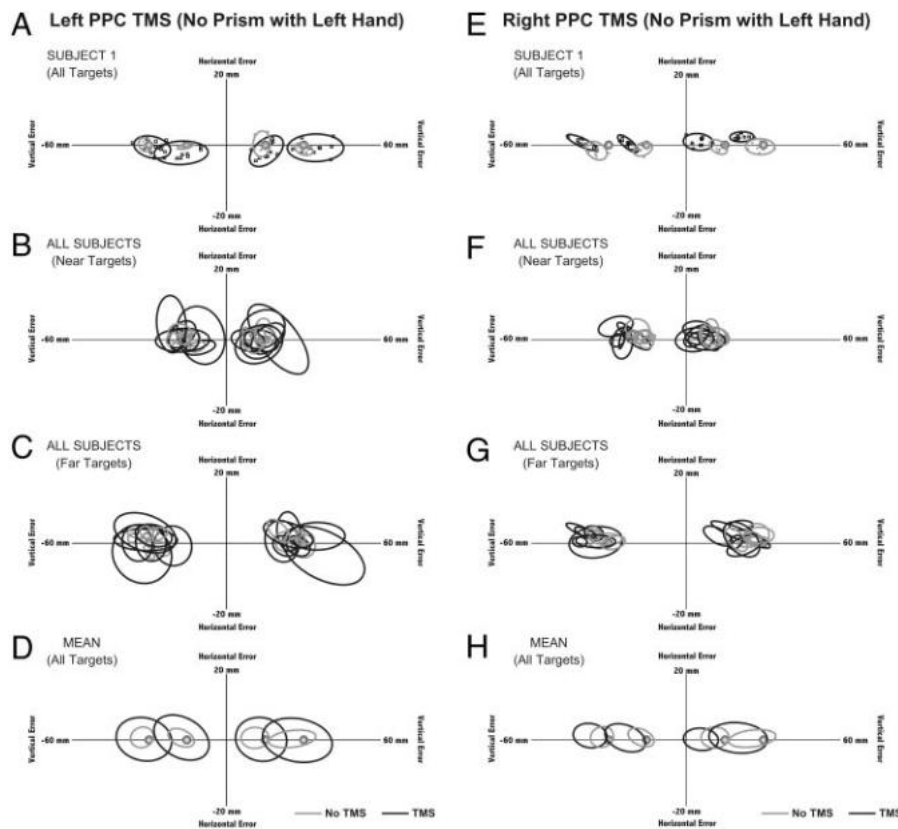 A Left PPC TMS (No Prism with Left Hand)
SUBJECT 1
(All Targets)
Horizontal Error
20 mm
Vertical Error
-60 mm
60 mm
Vertical Error
-20 mm
Horizontal Error
B ALL SUBJECTS
(Near Targets)
Horizontal Error
20 mm
Vertical Error
-60 mm
60 mm
Vertical Error
-20 mm
Horizontal Error
C ALL SUBJECTS
(Far Targets)
Horizontal Error
20 mm
Vertical Error
-60 mm
60 mm
Vertical Error
-20 mm
Horizontal Error
D MEAN
(All Targets)
Horizontal Error
20 mm
Vertical Error
-60 mm
60 mm
Vertical Error
-20 mm
Horizontal Error
No TMS TMS
E Right PPC TMS (No Prism with Left Hand)
SUBJECT 1
(All Targets)
Horizontal Error
20 mm
Vertical Error
-60 mm
60 mm
Vertical Error
-20 mm
Horizontal Error
F ALL SUBJECTS
(Near Targets)
Horizontal Error
20 mm
Vertical Error
-60 mm
60 mm
Vertical Error
-20 mm
Horizontal Error
G ALL SUBJECTS
(Far Targets)
Horizontal Error
20 mm
Vertical Error
-60 mm
60 mm
Vertical Error
-20 mm
Horizontal Error
H MEAN
(All Targets)
Horizontal Error
20 mm
Vertical Error
-60 mm
60 mm
Vertical Error
-20 mm
Horizontal Error
No TMS TMS